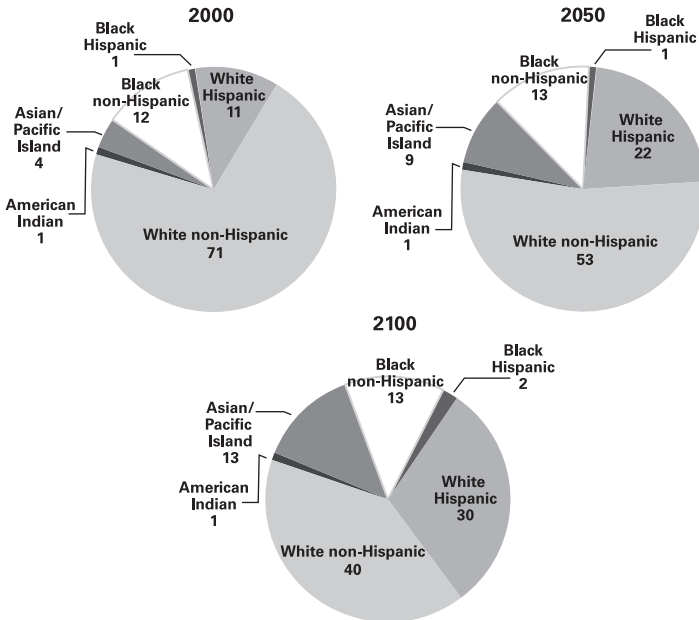 2000
Black
Hispanic
1
White
Hispanic
11
Black
non-Hispanic
12
Asian/
Pacific
Island
4
American
Indian
1
White non-Hispanic
71
2050
Black
Hispanic
1
Black
non-Hispanic
13
White
Hispanic
22
Asian/
Pacific
Island
9
American
Indian
1
White non-Hispanic
53
2100
Black
non-Hispanic
13
Black
Hispanic
2
Asian/
Pacific
Island
13
American
Indian
1
White
Hispanic
30
White non-Hispanic
40